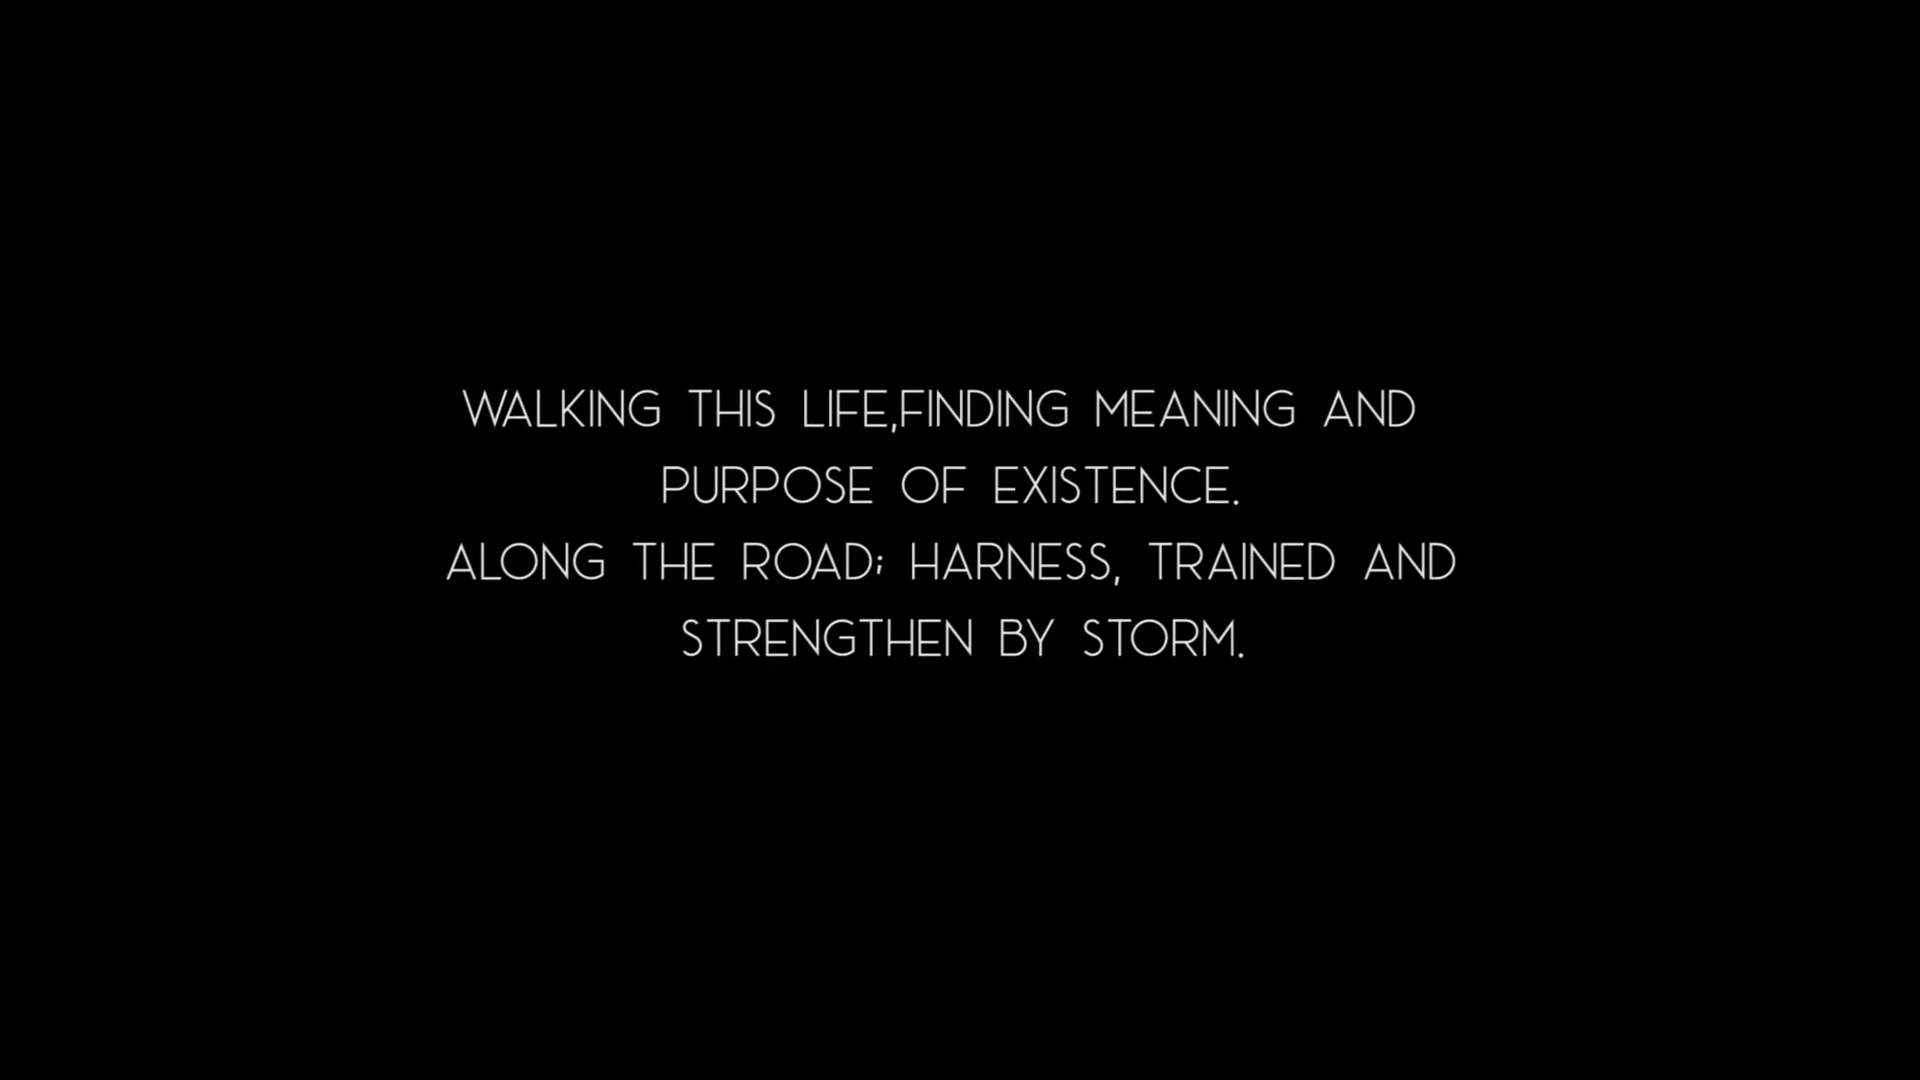 WALKING THIS LIFE,FINDING MEANING AND
PURPOSE OF EXISTENCE.
ALONG THE ROAD; HARNESS, TRAINED AND
STRENGTHEN BY STORM.